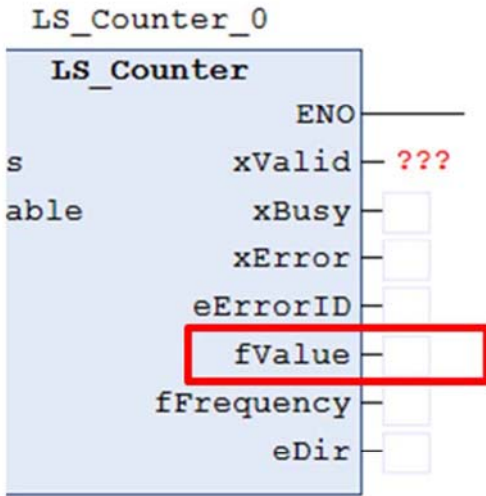 LS_Counter_0
LS_Counter
ENO
s xValid ???
able xBusy
xError
eErrorID
fValue
fFrequency
eDir